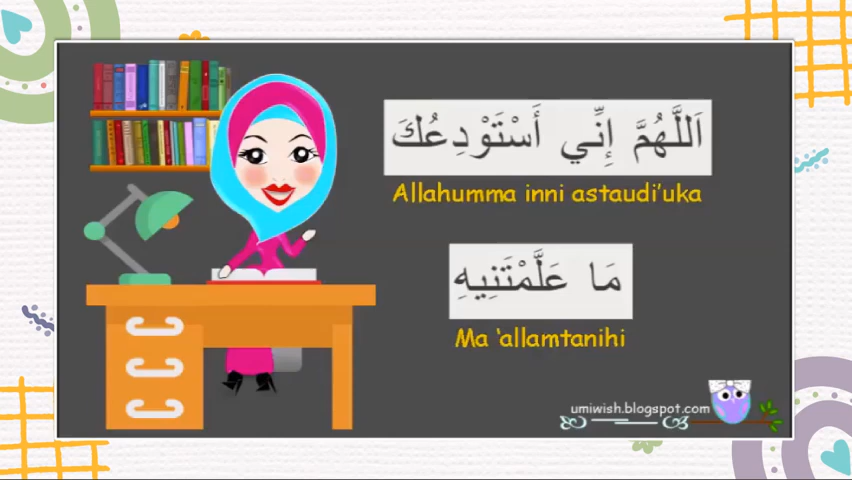 اَللَّهُمَّ إِنِّي أَسْتَوْدِعُكَ
Allahumma inni astaudi'uka
مَا عَلَّمْتَنِيهِ
Ma 'allamtanihi
umiwish.blogspot.com